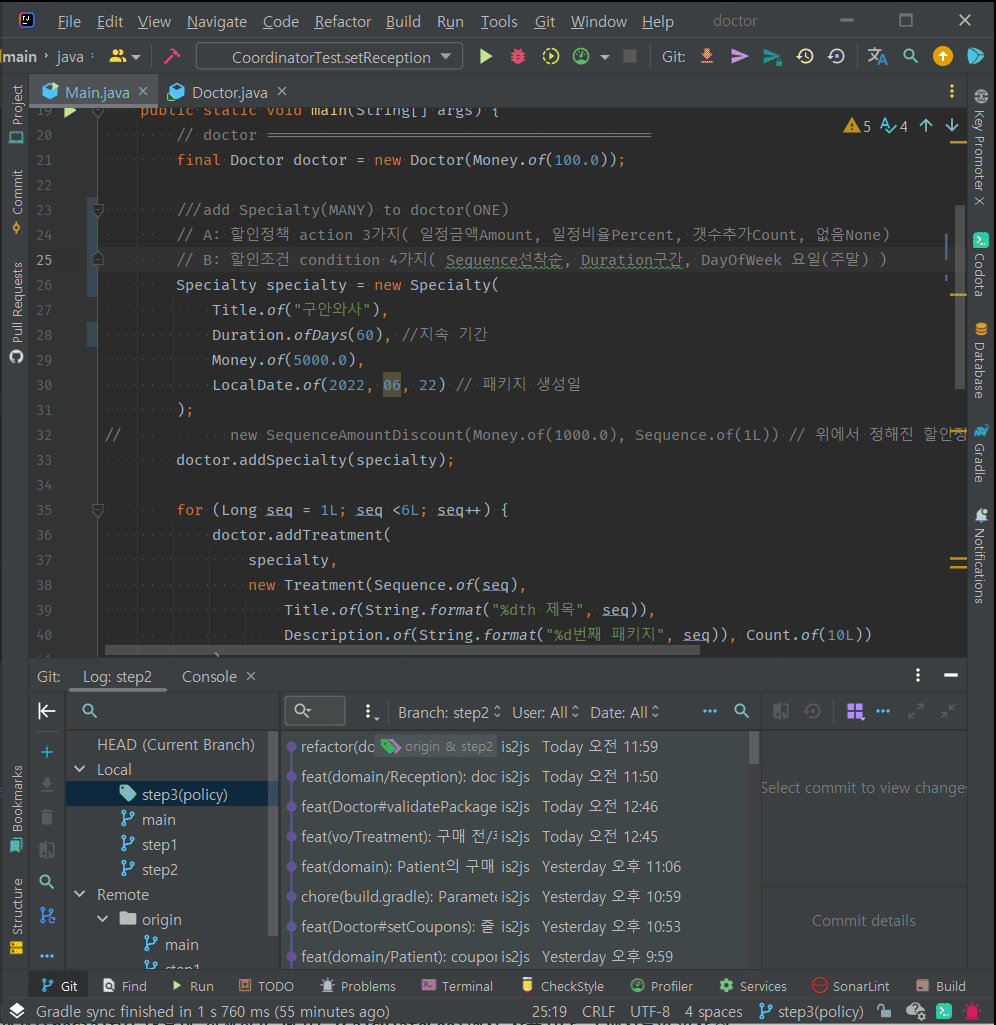 File Edit View Navigate Code Refactor Build Run Tools Git Window Help doctor
main java CoordinatorTest.setReception Git:
Main.java Doctor.java
Project
Commit
Pull Requests
Bookmarks
Structure
5 4
19 public static void main(String[] args) {
20 // doctor ================================
21 final Doctor doctor = new Doctor(Money.of(100.0));
22
23 ///add Specialty(MANY) to doctor(ONE)
24 // A: 할인정책 action 3가지( 일정금액Amount, 일정비율Percent, 갯수추가Count, 없음None)
25 // B: 할인조건 condition 4가지( Sequence선착순, Duration구간, DayOfWeek 요일(주말) )
26 Specialty specialty = new Specialty(
27 Title.of("구안와사"),
28 Duration.ofDays(60), //지속 기간
29 Money.of(5000.0),
30 LocalDate.of(2022, 06, 22) // 패키지 생성일
31 );
32 // new SequenceAmountDiscount(Money.of(1000.0), Sequence.of(1L)) // 위에서 정해진 할인정
33 doctor.addSpecialty(specialty);
34
35 for (Long seq = 1L; seq <6L; seq++) {
36 doctor.addTreatment(
37 specialty,
38 new Treatment(Sequence.of(seq),
39 Title.of(String.format("%dth 제목", seq)),
40 Description.of(String.format("%d번째 패키지", seq)), Count.of(10L))
)
Key Promoter X
Codota
Database
Gradle
Notifications
Git: Log: step2 Console
HEAD (Current Branch)
Local
step3(policy)
main
step1
step2
Remote
origin
main
step1
Branch: step2 User: All Date: All
refactor(do origin & step2 is2js Today 오전 11:59
feat(domain/Reception): doc is2js Today 오전 11:50
feat(Doctor#validatePackage is2js Today 오전 12:46
feat(vo/Treatment): 구매 전/ is2js Today 오전 12:45
feat(domain): Patient의 구매 is2js Yesterday 오후 11:06
chore(build.gradle): Paramete is2js Yesterday 오후 10:59
feat(Doctor#setCoupons): 줄 is2js Yesterday 오후 10:53
feat(domain/Patient): coupo is2js Yesterday 오후 9:59
Select commit to view changes
Commit details
Git Find Run TODO Problems Terminal CheckStyle Profiler Services SonarLint Build
Gradle sync finished in 1 s 760 ms (55 minutes ago) 25:19 CRLF UTF-8 4 spaces step3(policy)